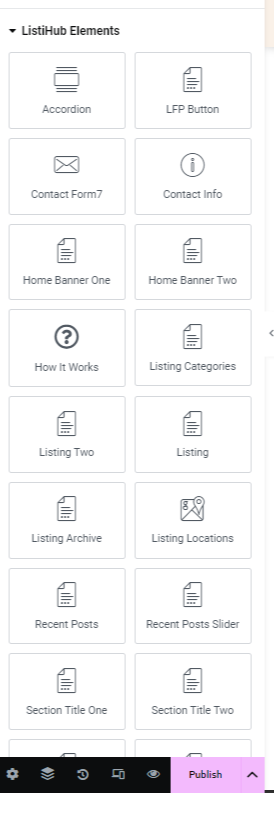 ListiHub Elements
Accordion
LFP Button
Contact Form7
Contact Info
Home Banner One
Home Banner Two
How It Works
Listing Categories
Listing Two
Listing
Listing Archive
Listing Locations
Recent Posts
Recent Posts Slider
Section Title One
Section Title Two
Publish